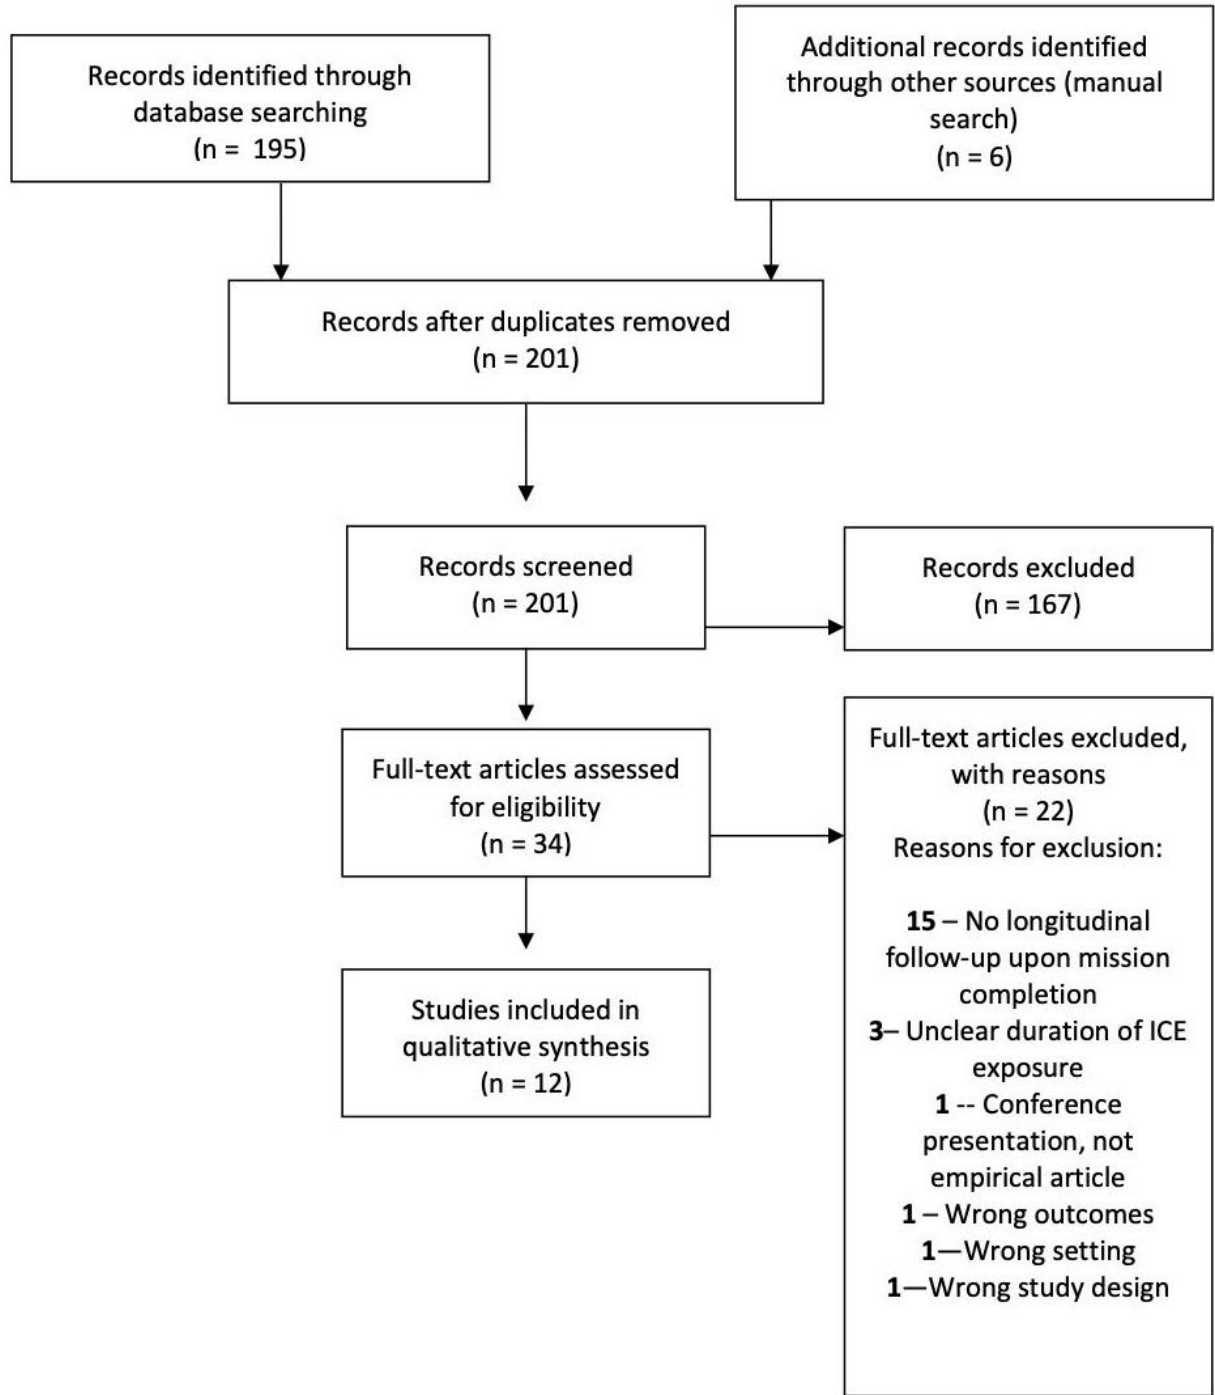 Records identified through
database searching
(n =  195)
Additional records identified
through other sources (manual
search)
(n = 6)
Records after duplicates removed
(n = 201)
Records screened
(n = 201)
Records excluded
(n = 167)
Full-text articles assessed
for eligibility
(n = 34)
Full-text articles excluded,
with reasons
(n = 22)
Reasons for exclusion:
15 – No longitudinal
follow-up upon mission
completion
3– Unclear duration of ICE
exposure
1 -- Conference
presentation, not
empirical article
1 – Wrong outcomes
1—Wrong setting
1—Wrong study design
Studies included in
qualitative synthesis
(n = 12)